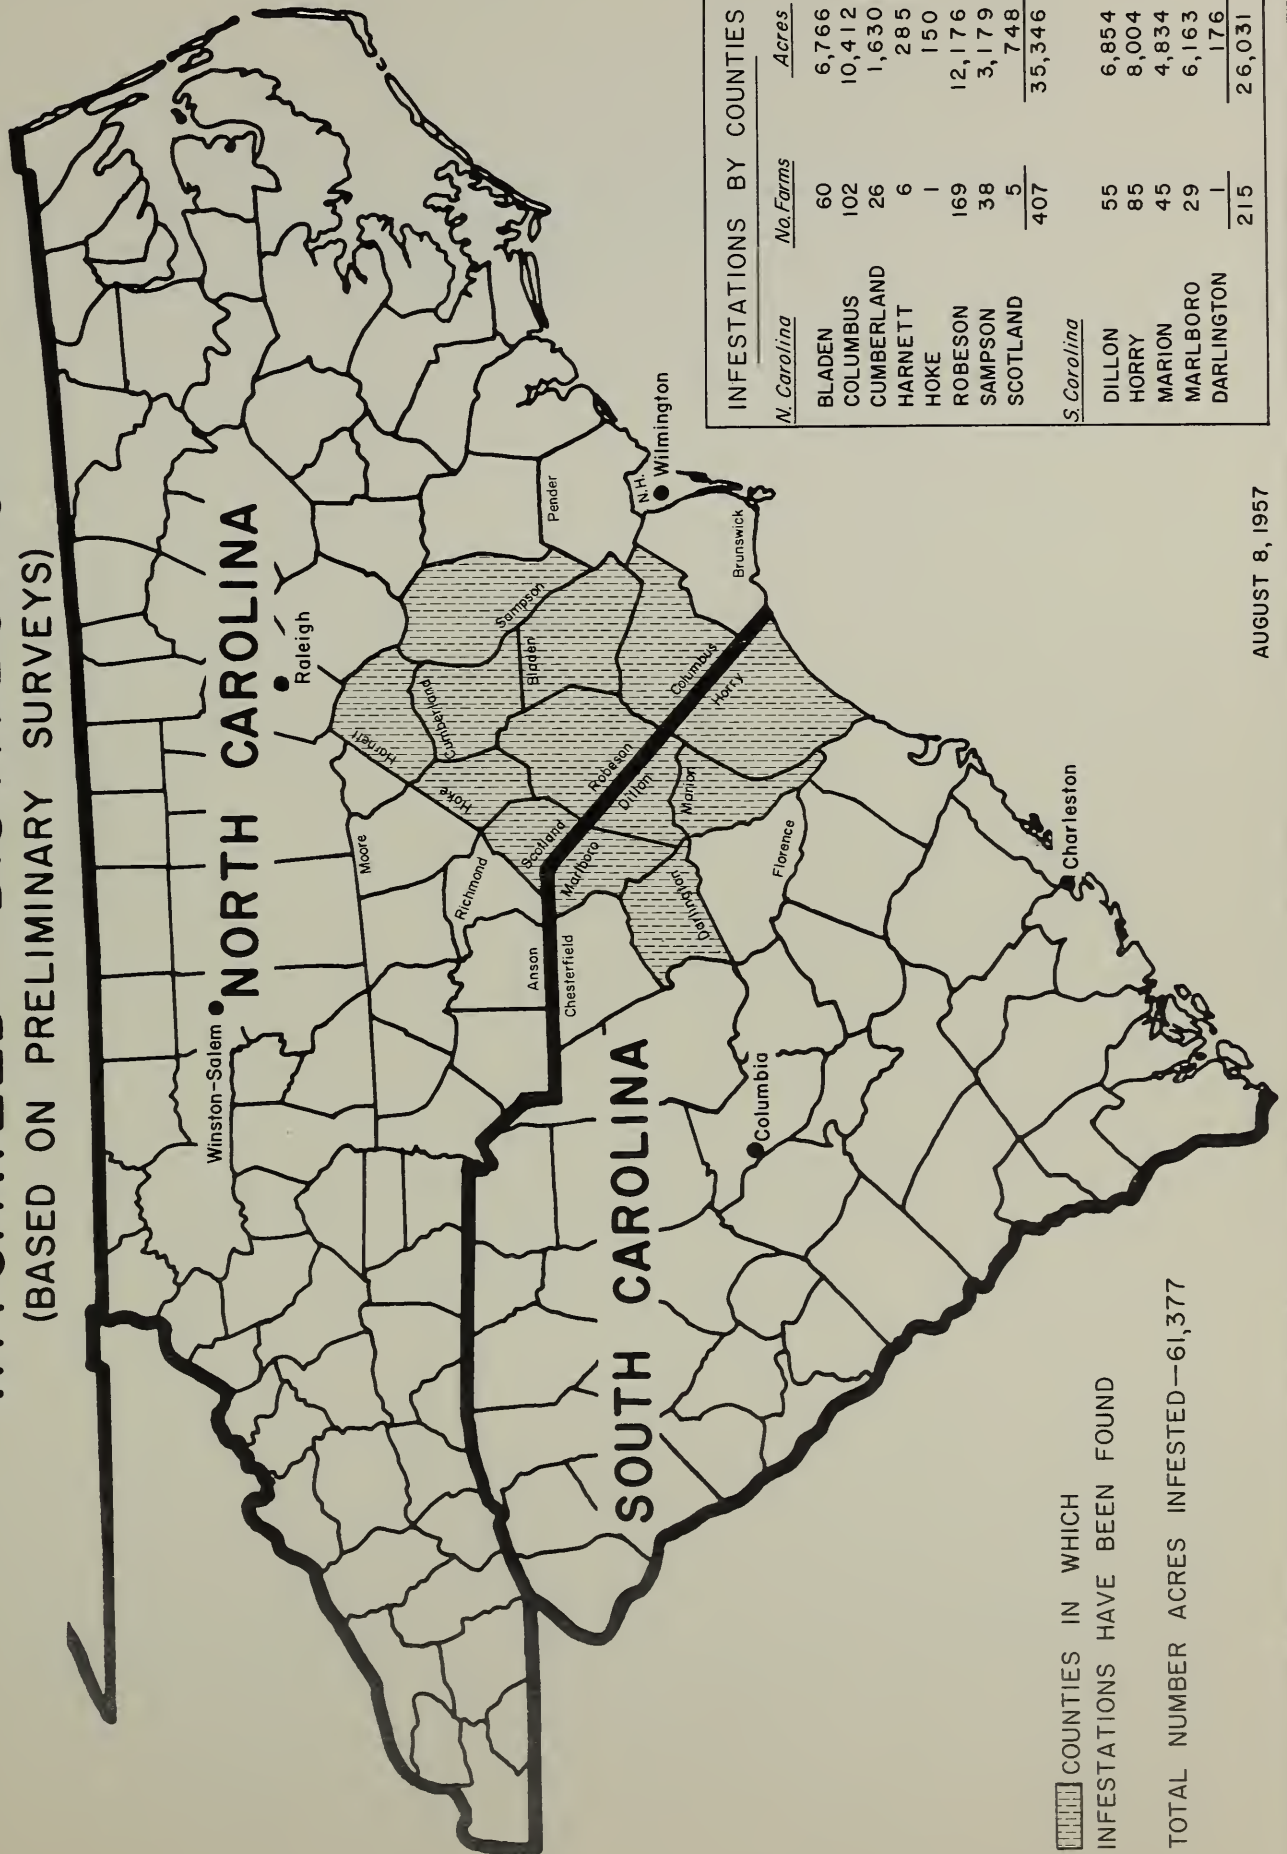 (BASED ON PRELIMINARY SURVEYS)
NORTH CAROLINA
Winston-Salem
Raleigh
Wilmington
N.H.
Pender
Brunswick
Sampson
Bladen
Columbus
Cumberland
Harnett
Hoke
Robeson
Scotland
Moore
Richmond
Anson
SOUTH CAROLINA
Chesterfield
Marlboro
Dillon
Horry
Marion
Darlington
Florence
Columbia
Charleston
INFESTATIONS BY COUNTIES
N. Carolina No. Farms Acres
BLADEN 60 6,766
COLUMBUS 102 10,412
CUMBERLAND 26 1,630
HARNETT 6 285
HOKE 1 150
ROBESON 169 12,176
SAMPSON 38 3,179
SCOTLAND 5 748
407 35,346
S. Carolina
DILLON 55 6,854
HORRY 85 8,004
MARION 45 4,834
MARLBORO 29 6,163
DARLINGTON 1 176
215 26,031
COUNTIES IN WHICH
INFESTATIONS HAVE BEEN FOUND
TOTAL NUMBER ACRES INFESTED—61,377
AUGUST 8, 1957